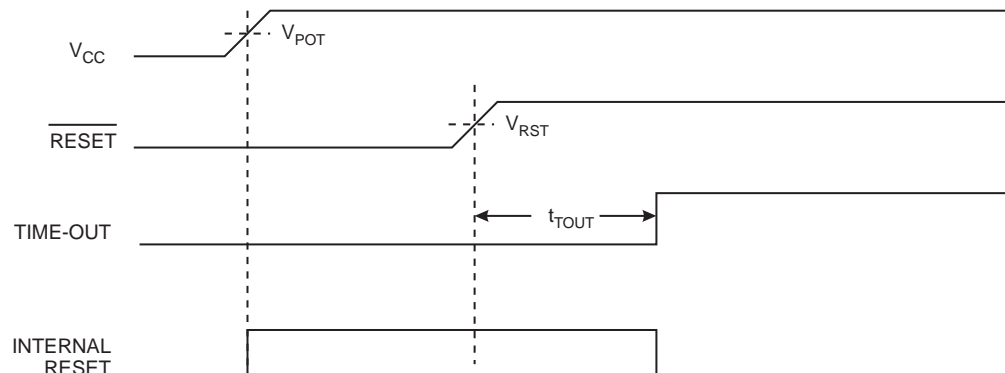 VCC
VPOT
RESET
VRST
tTOUT
TIME-OUT
INTERNAL
RESET